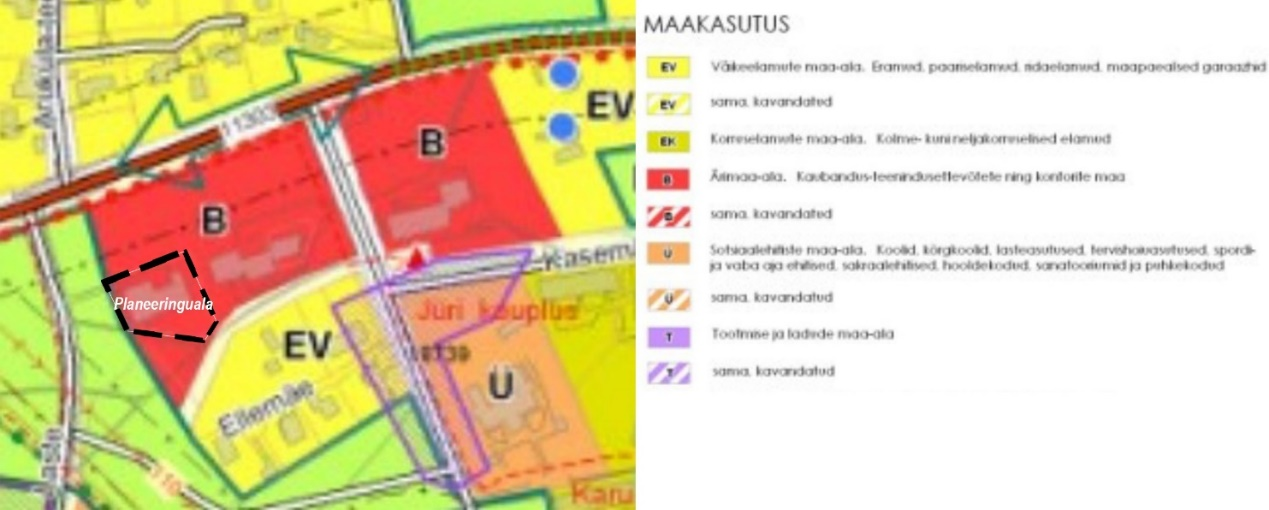 11303
EV
B
B
Planeeringuala
Kasem
Jüri kauplus
EV
Ü
Ellemäe
Karu
110
MAAKASUTUS
EV Väikeelamute maa-ala. Eramud, paariselamud, ridaelamud, maapealsed garaazhid
EV sama, kavandatud
EK Korruselamute maa-ala. Kolme- kuni neljakorruselised elamud
B Ärimaa-ala. Kaubandus-teenindusettevõtete ning kontorite maa
B sama, kavandatud
Ü Sotsiaalehitiste maa-ala. Koolid, kõrgkoolid, lasteasutused, tervishoiuasutused, spordi-
ja vaba aja ehitised, sakraalehitised, hooldekodud, sanatooriumid ja puhkekodud
Ü sama, kavandatud
T Tootmise ja ladude maa-ala
T sama, kavandatud